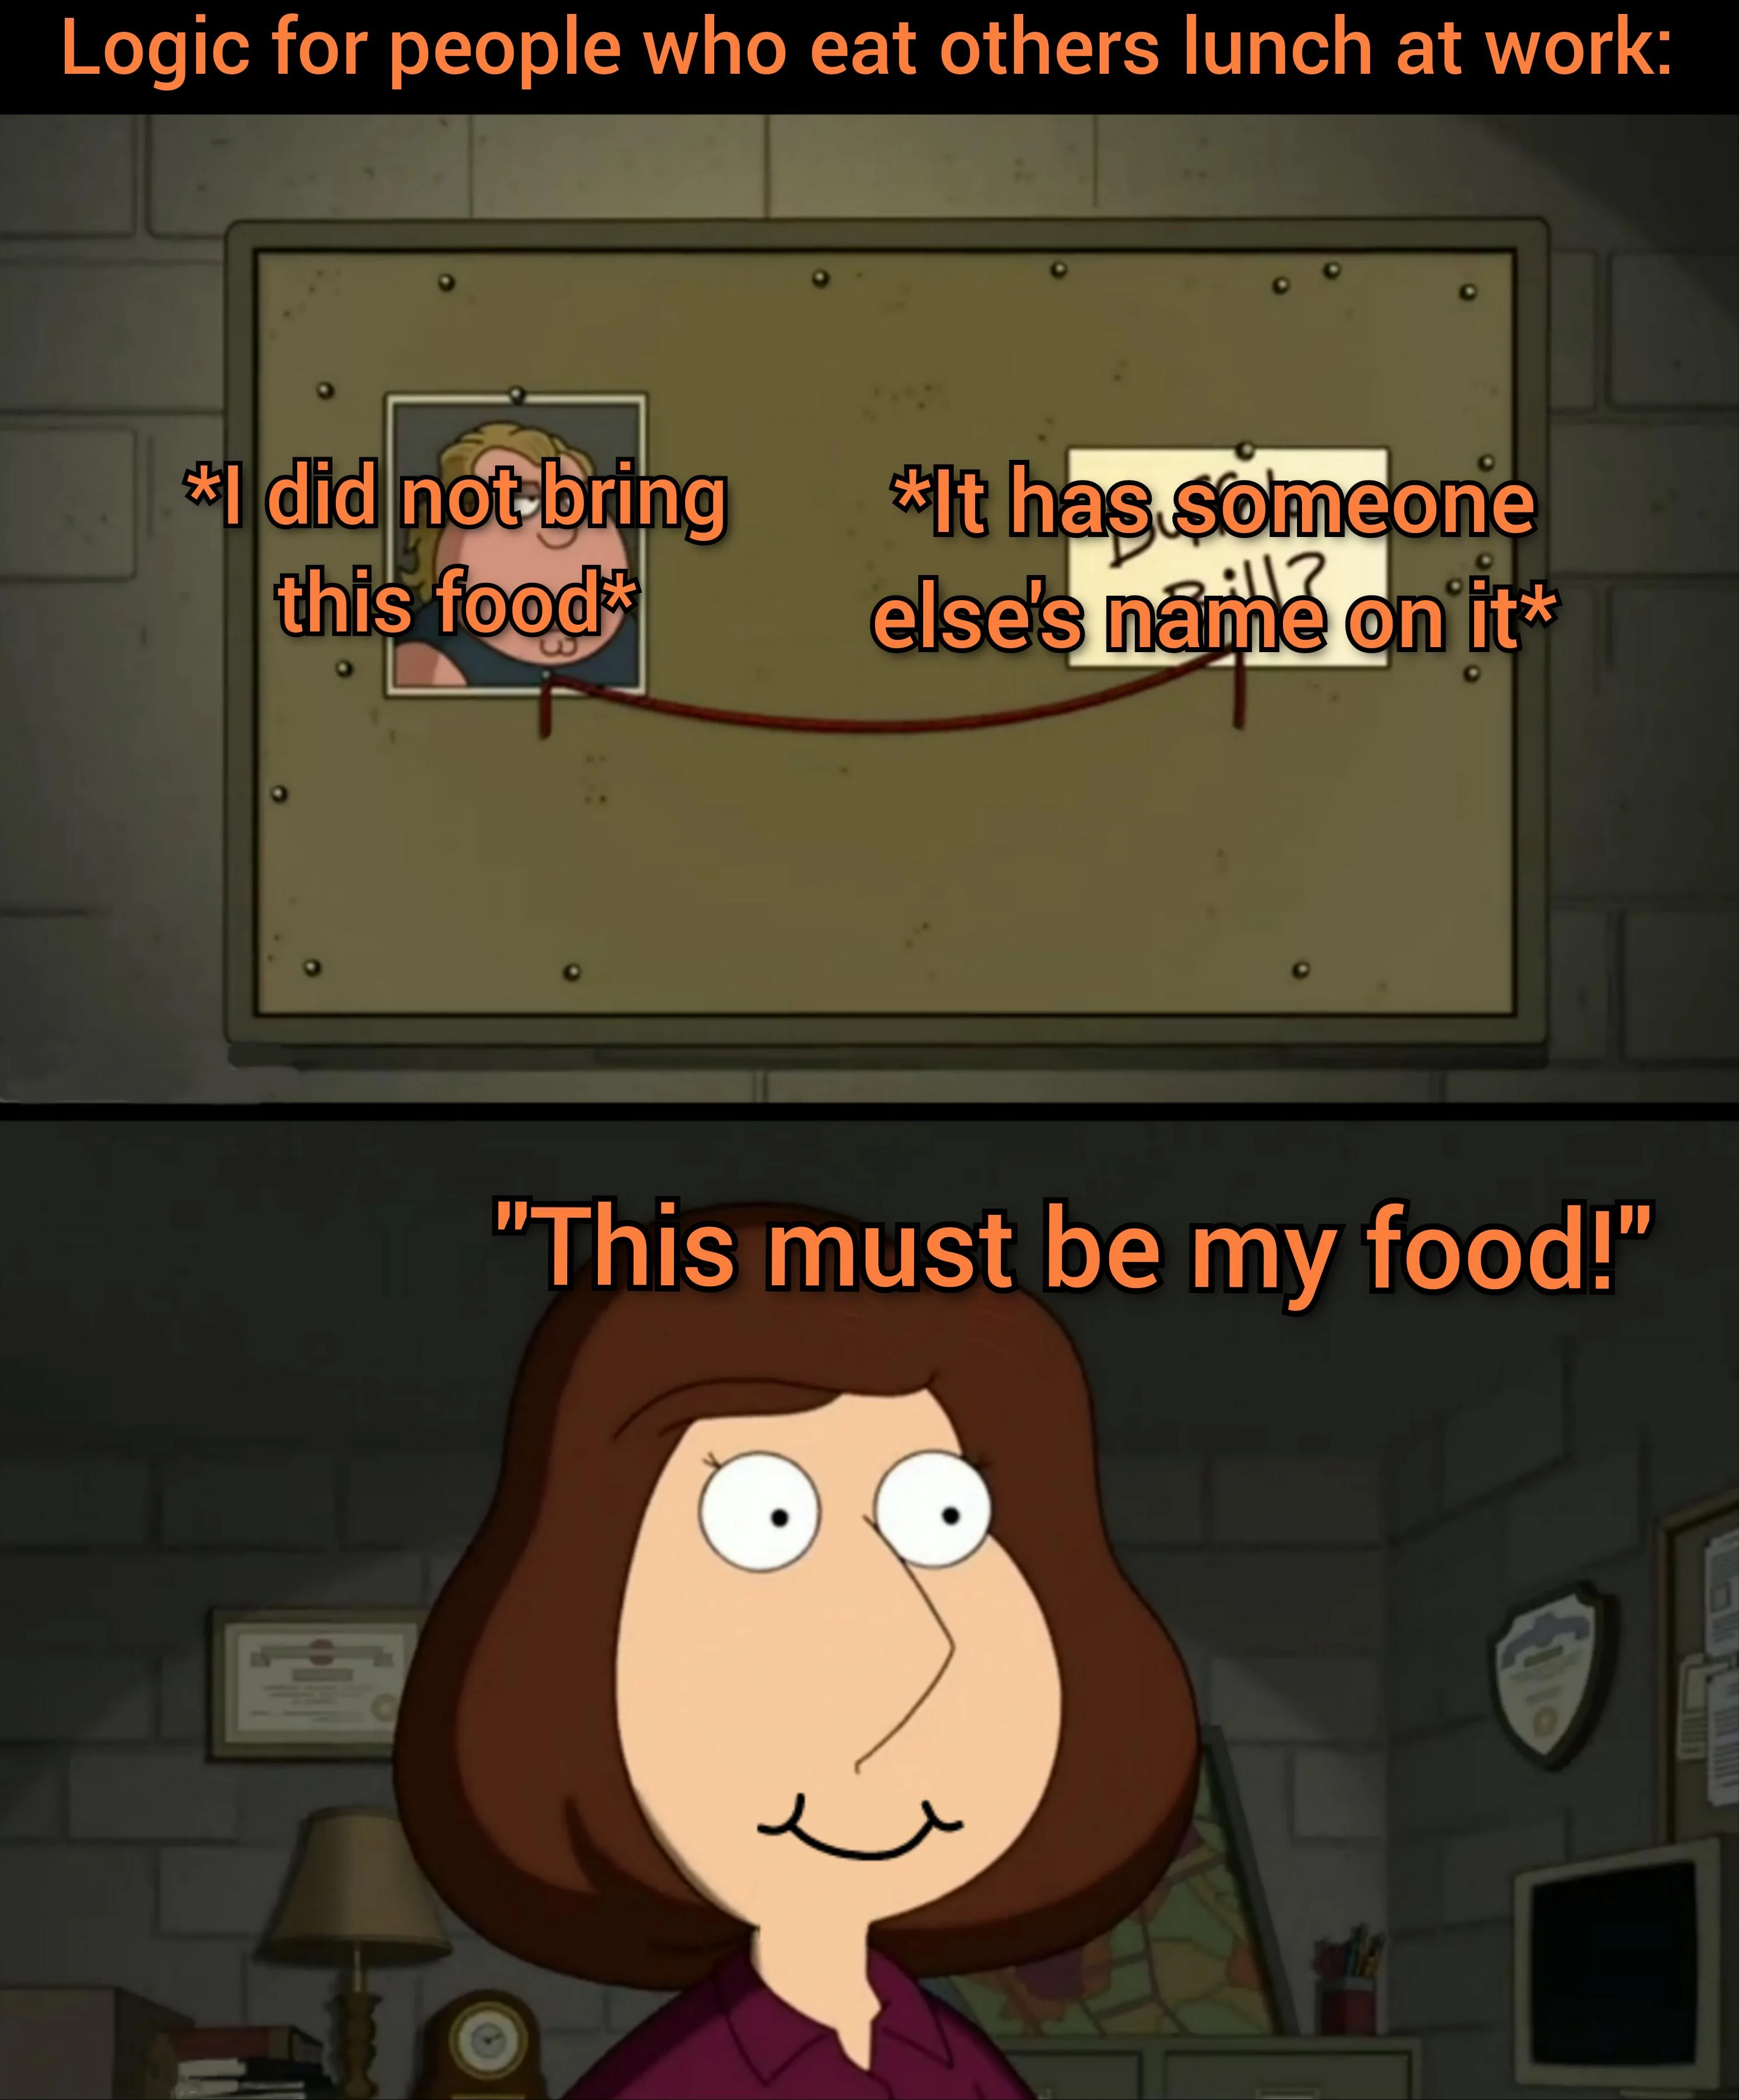 Logic for people who eat others lunch at work:
*I did not bring
this food*
*It has someone
else's name on it*
Bill?
"This must be my food!"